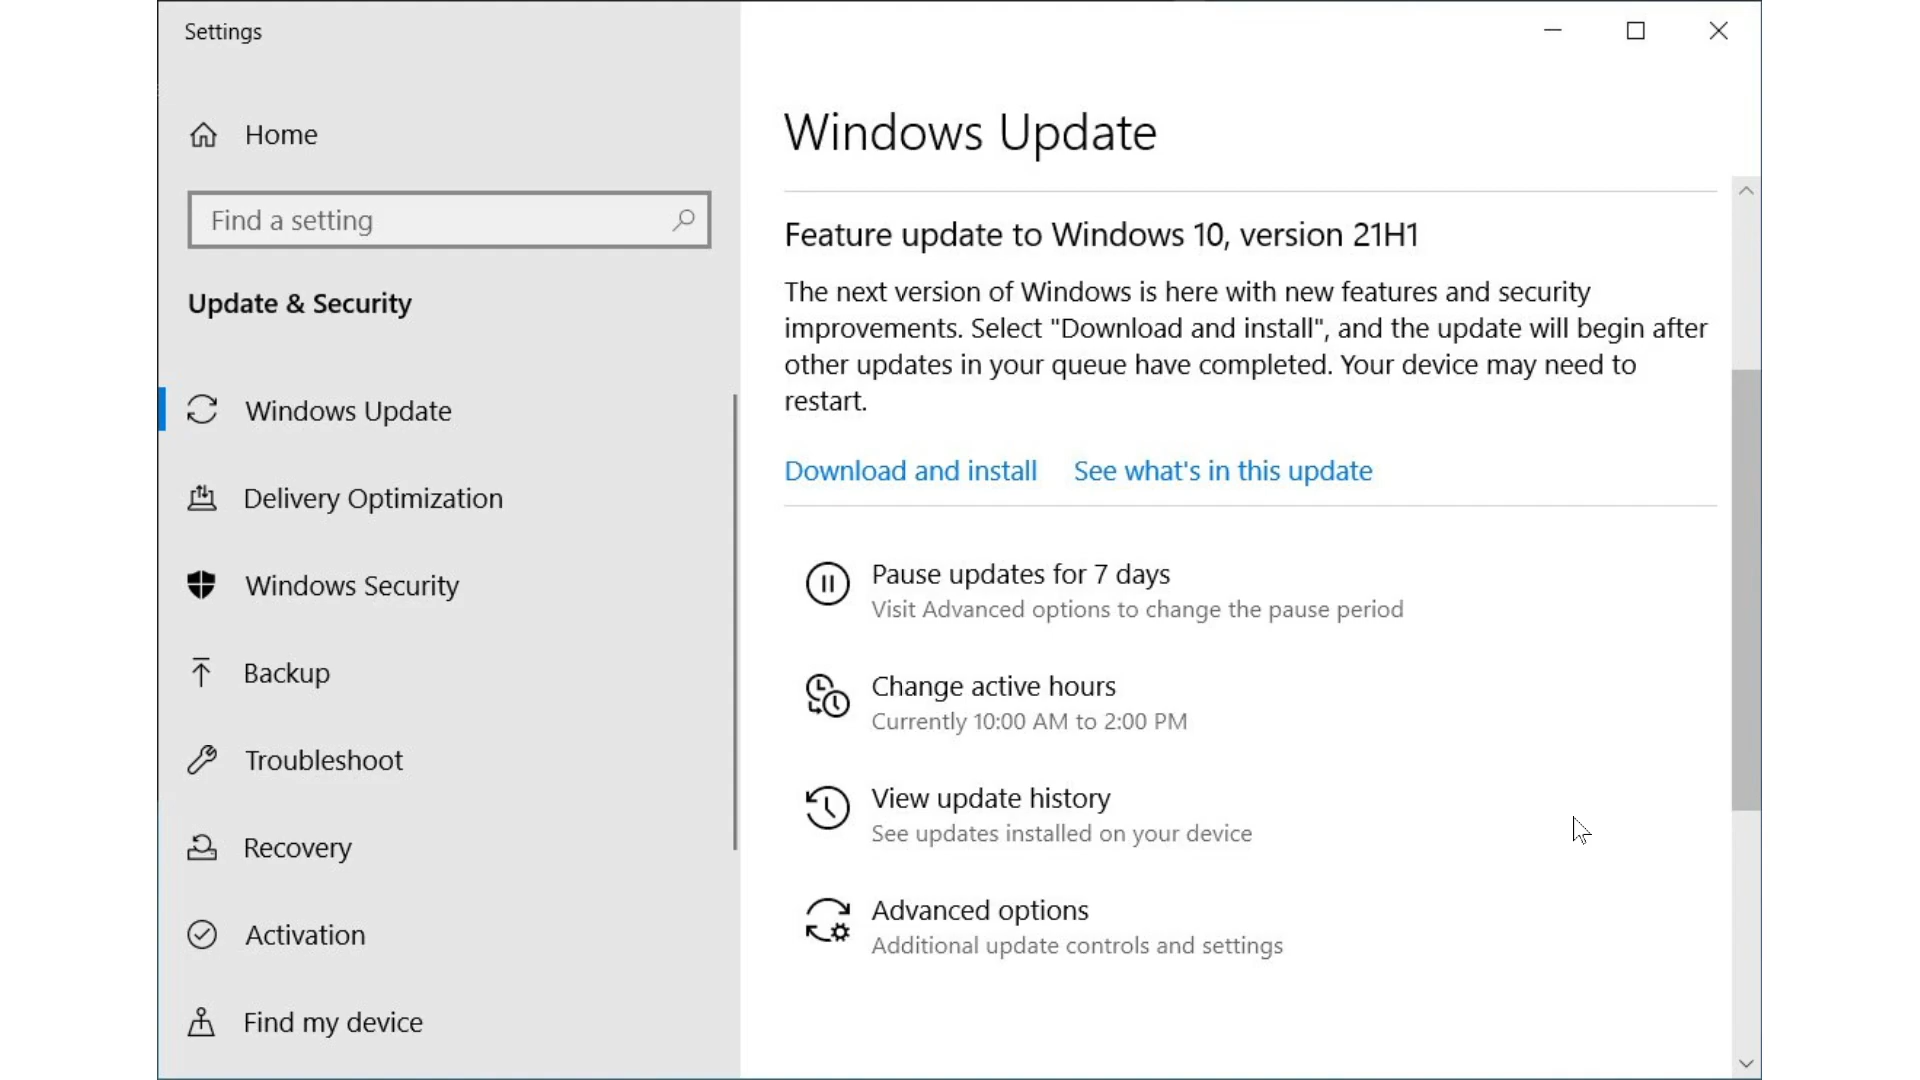 Settings
Home
Find a setting
Update & Security
Windows Update
Delivery Optimization
Windows Security
Backup
Troubleshoot
Recovery
Activation
Find my device
Windows Update
Feature update to Windows 10, version 21H1
The next version of Windows is here with new features and security
improvements. Select "Download and install", and the update will begin after
other updates in your queue have completed. Your device may need to
restart.
Download and install See what's in this update
Pause updates for 7 days
Visit Advanced options to change the pause period
Change active hours
Currently 10:00 AM to 2:00 PM
View update history
See updates installed on your device
Advanced options
Additional update controls and settings